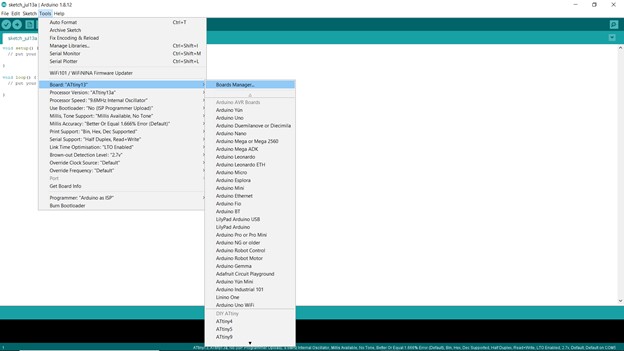 sketch_jul13a | Arduino 1.8.12
File Edit Sketch Tools Help
sketch_jul13a
void setup() {
// put your
}
void loop() {
// put your
}
Auto Format Ctrl+T
Archive Sketch
Fix Encoding & Reload
Manage Libraries... Ctrl+Shift+I
Serial Monitor Ctrl+Shift+M
Serial Plotter Ctrl+Shift+L
WiFi101 / WiFiNINA Firmware Updater
Board: "ATtiny13"
Processor Version: "ATtiny13a"
Processor Speed: "9.6MHz Internal Oscillator"
Use Bootloader: "No (ISP Programmer Upload)"
Millis, Tone Support: "Millis Available, No Tone"
Millis Accuracy: "Better Or Equal 1.666% Error (Default)"
Print Support: "Bin, Hex, Dec Supported"
Serial Support: "Half Duplex, Read+Write"
Link Time Optimisation: "LTO Enabled"
Brown-out Detection Level: "2.7v"
Override Clock Source: "Default"
Override Frequency: "Default"
Port
Get Board Info
Programmer: "Arduino as ISP"
Burn Bootloader
Boards Manager...
Arduino AVR Boards
Arduino Yún
Arduino Uno
Arduino Duemilanove or Diecimila
Arduino Nano
Arduino Mega or Mega 2560
Arduino Mega ADK
Arduino Leonardo
Arduino Leonardo ETH
Arduino Micro
Arduino Esplora
Arduino Mini
Arduino Ethernet
Arduino Fio
Arduino BT
LilyPad Arduino USB
LilyPad Arduino
Arduino Pro or Pro Mini
Arduino NG or older
Arduino Robot Control
Arduino Robot Motor
Arduino Gemma
Adafruit Circuit Playground
Arduino Yún Mini
Arduino Industrial 101
Linino One
Arduino Uno WiFi
DIY ATtiny
ATtiny4
ATtiny5
ATtiny9
1
ISP Programmer Upload), 9.6MHz Internal Oscillator, Millis Available, No Tone, Better Or Equal 1.666% Error (Default), Bin, Hex, Dec Supported, Half Duplex, Read+Write, LTO Enabled, 2.7v, Default, Default on COM5